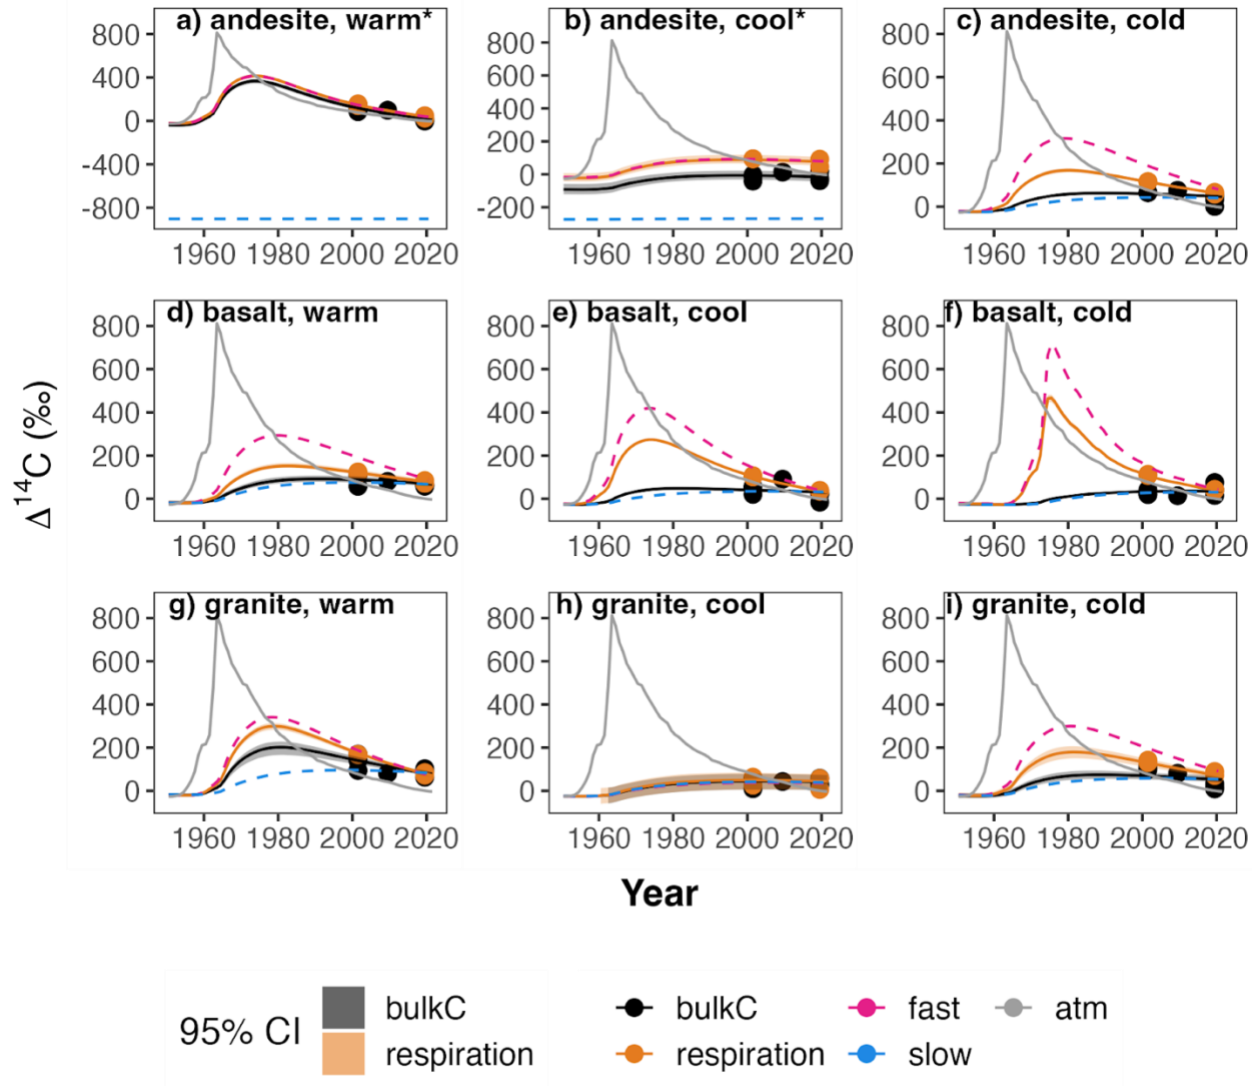 a) andesite, warm*
b) andesite, cool*
c) andesite, cold
800
400
0
-400
-800
1960 1980 2000 2020
800
600
400
200
0
-200
1960 1980 2000 2020
800
600
400
200
0
1960 1980 2000 2020
d) basalt, warm
e) basalt, cool
f) basalt, cold
800
600
400
200
0
1960 1980 2000 2020
800
600
400
200
0
1960 1980 2000 2020
800
600
400
200
0
1960 1980 2000 2020
g) granite, warm
h) granite, cool
i) granite, cold
800
600
400
200
0
1960 1980 2000 2020
800
600
400
200
0
1960 1980 2000 2020
800
600
400
200
0
1960 1980 2000 2020
Δ¹⁴C (‰)
Year
95% CI
bulkC
respiration
bulkC
respiration
fast
slow
atm